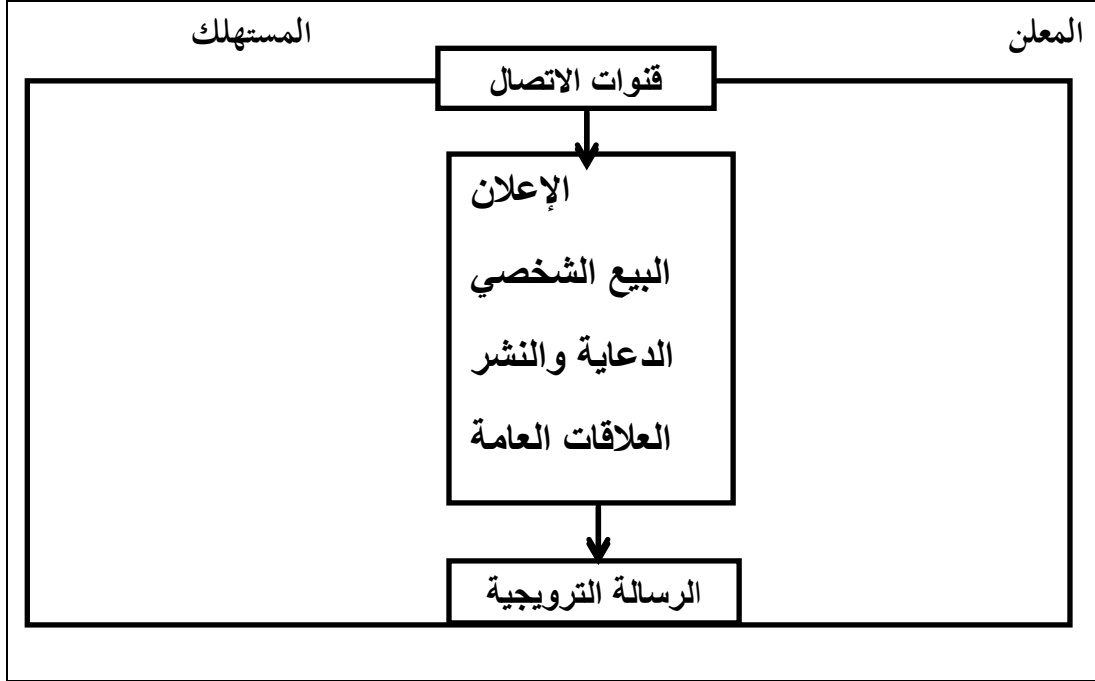 المعلن
المستهلك
قنوات الاتصال
الإعلان
البيع الشخصي
الدعاية والنشر
العلاقات العامة
الرسالة الترويجية